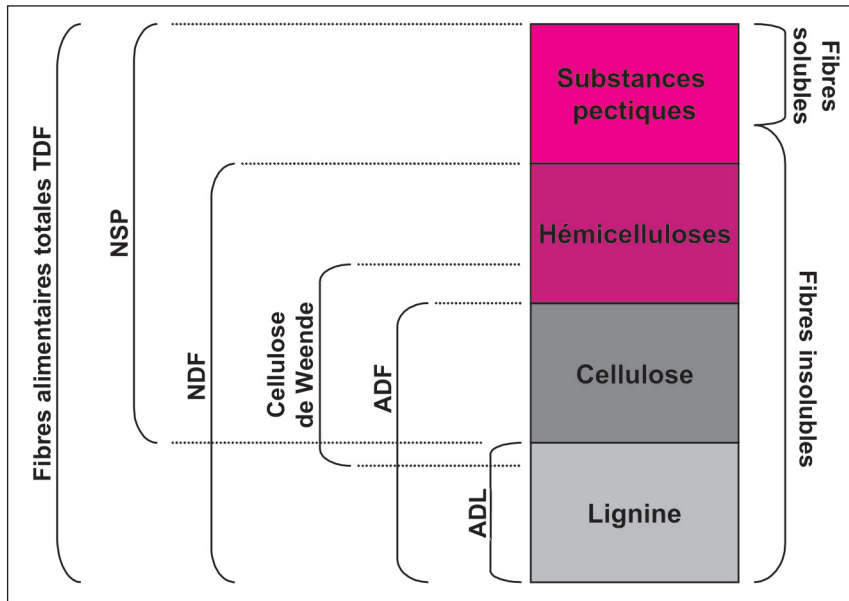 Fibres alimentaires totales TDF
NSP
NDF
Cellulose
de Weende
ADF
ADL
Substances
pectiques
Hémicelluloses
Cellulose
Lignine
Fibres
solubles
Fibres insolubles